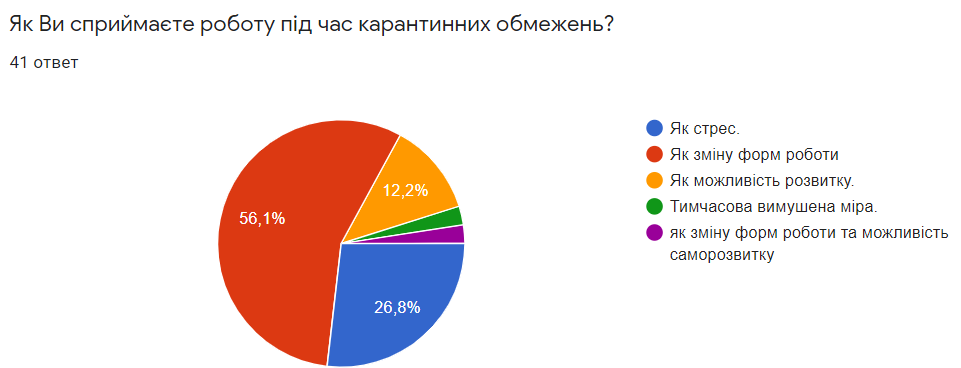 Як Ви сприймаєте роботу під час карантинних обмежень?
41 ответ
12,2%
56,1%
26,8%
Як стрес.
Як зміну форм роботи
Як можливість розвитку.
Тимчасова вимушена міра.
як зміну форм роботи та можливість
саморозвитку